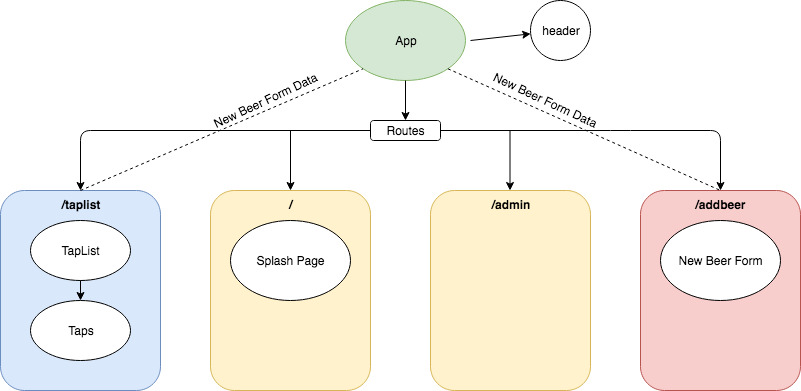 App
header
New Beer Form Data
New Beer Form Data
Routes
/taplist
/
/admin
/addbeer
TapList
Splash Page
New Beer Form
Taps